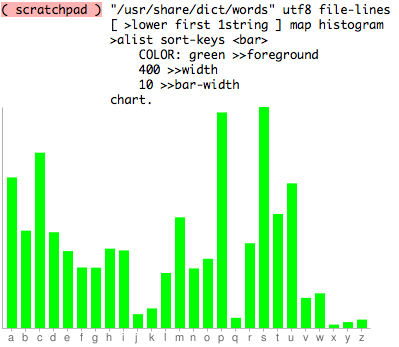 ( scratchpad ) "/usr/share/dict/words" utf8 file-lines
[ >lower first 1string ] map histogram
>alist sort-keys <bar>
COLOR: green >>foreground
400 >>width
10 >>bar-width
chart.
a b c d e f g h i j k l m n o p q r s t u v w x y z